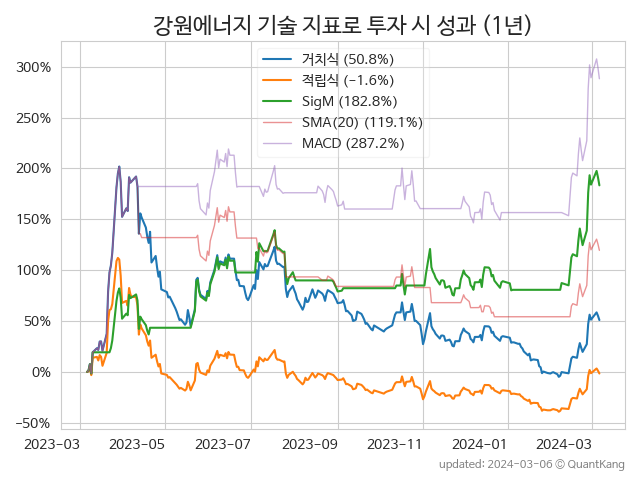 강원에너지 기술 지표로 투자 시 성과 (1년)
거치식 (50.8%)
적립식 (-1.6%)
SigM (182.8%)
SMA(20) (119.1%)
MACD (287.2%)
300%
250%
200%
150%
100%
50%
0%
-50%
2023-03 2023-05 2023-07 2023-09 2023-11 2024-01 2024-03
updated: 2024-03-06 © QuantKang